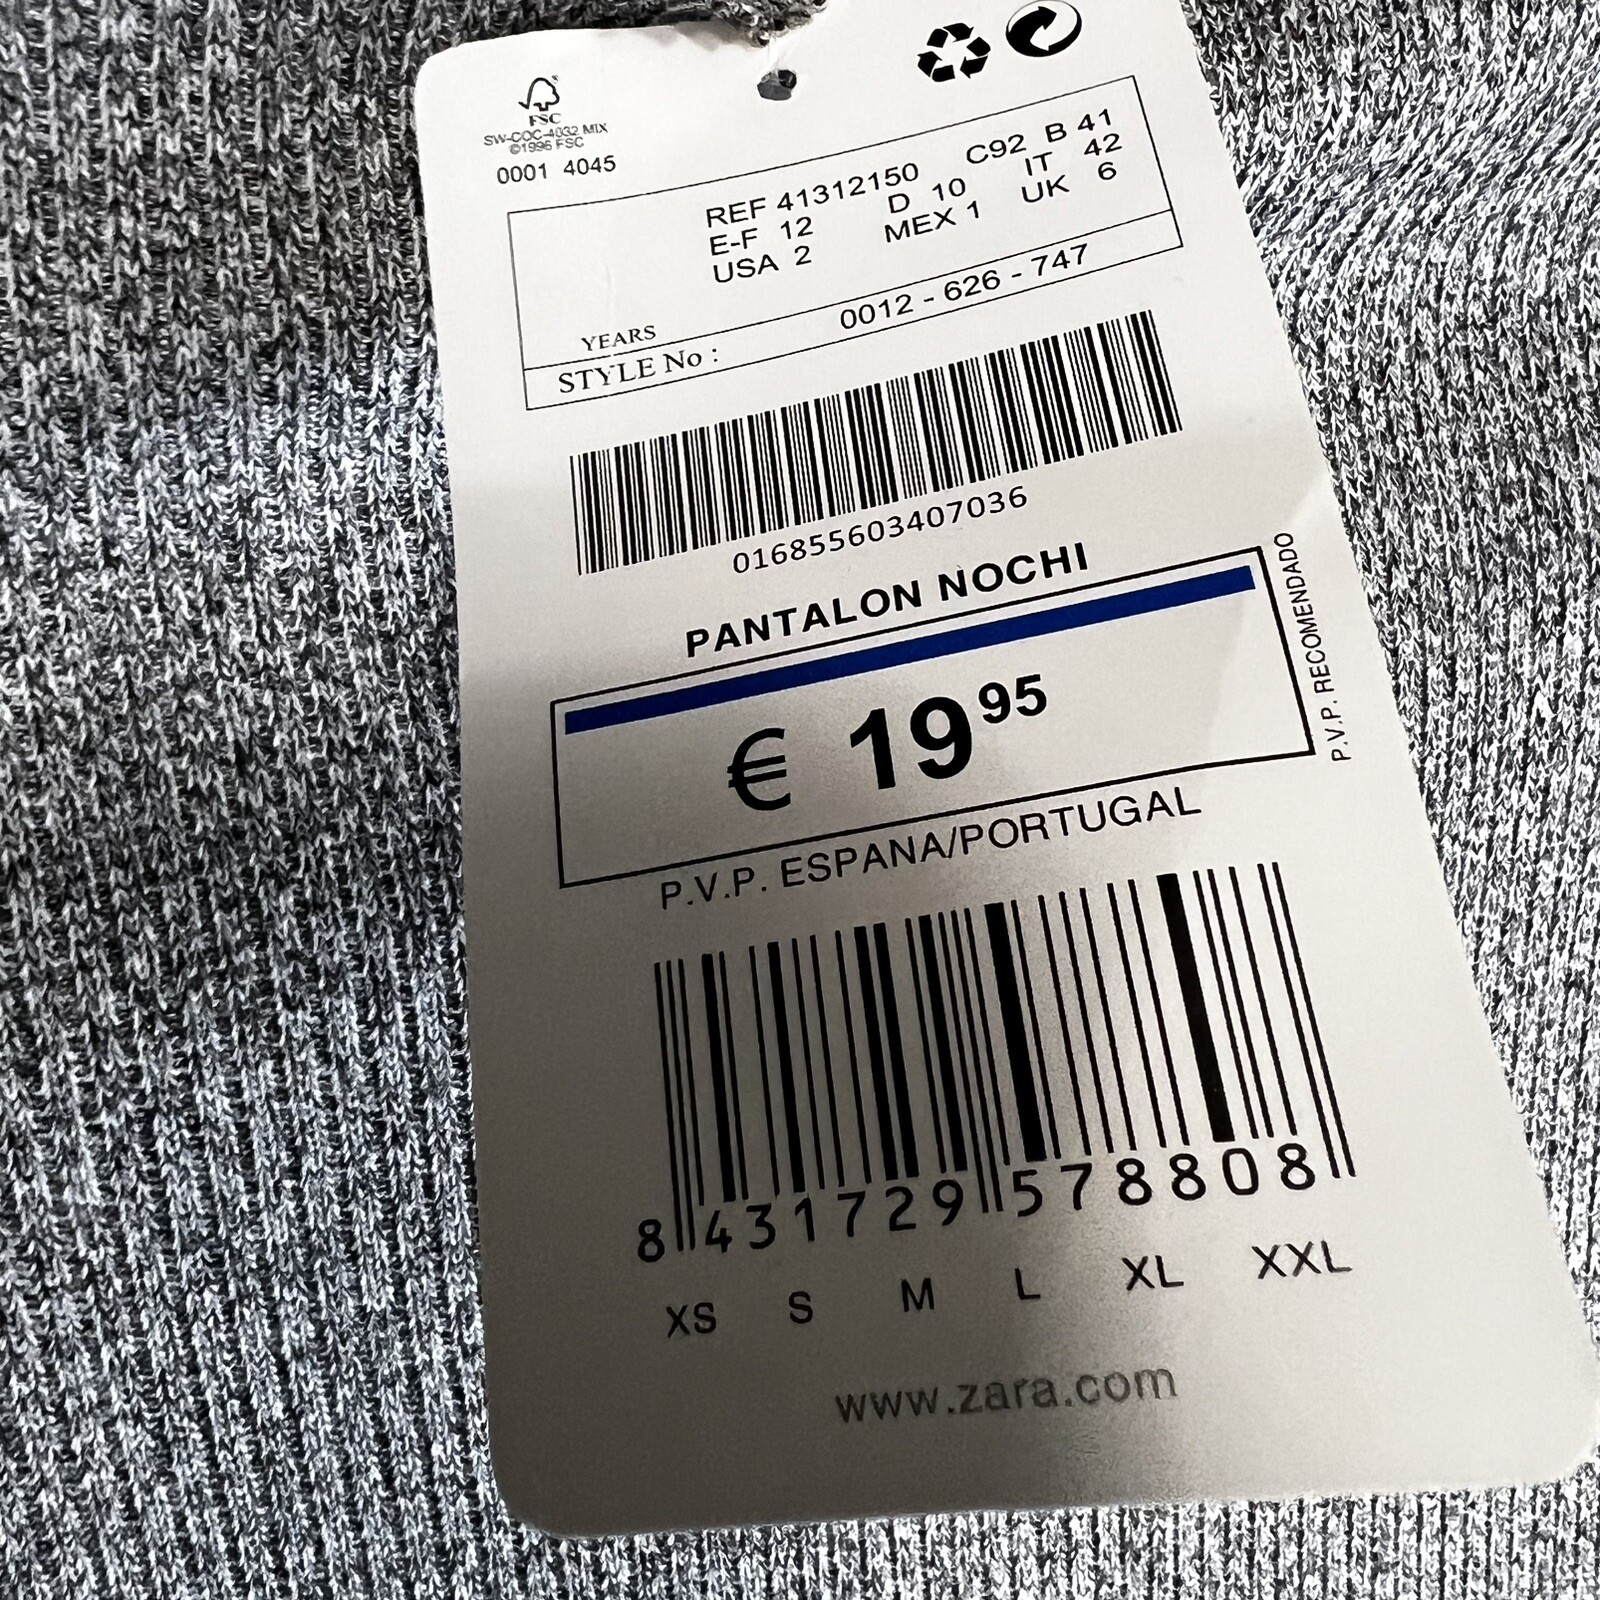 FSC
SW-COC-4032 MIX
©1996 FSC
0001 4045
REF 41312150 C92 B 41
E-F 12 D 10 IT 42
USA 2 MEX 1 UK 6
YEARS
STYLE No : 0012 - 626 - 747
016855603407036
PANTALON NOCHI
€ 19 95
P.V.P. RECOMENDADO
P.V.P. ESPANA/PORTUGAL
8 431729 578808
XS S M L XL XXL
www.zara.com